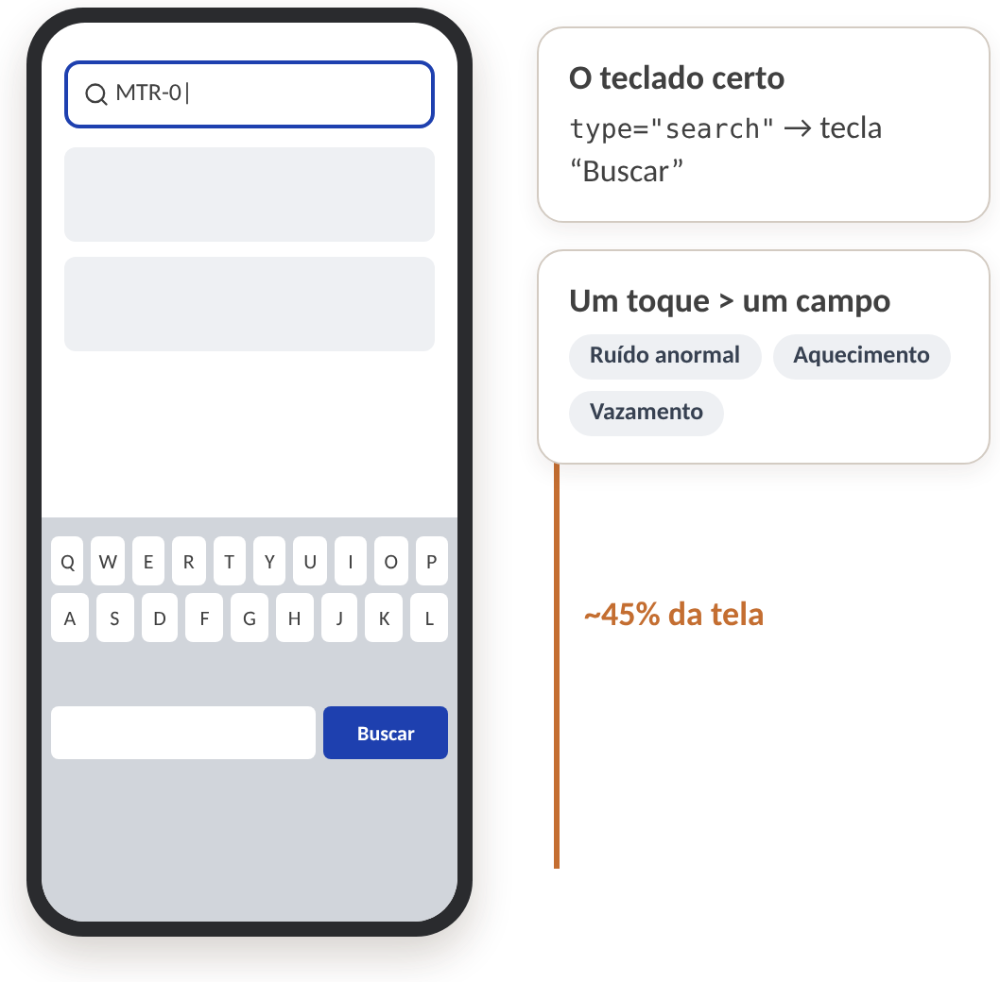 MTR-0
Q W E R T Y U I O P
A S D F G H J K L
Buscar
O teclado certo
type="search" → tecla
“Buscar”
Um toque > um campo
Ruído anormal Aquecimento
Vazamento
~45% da tela